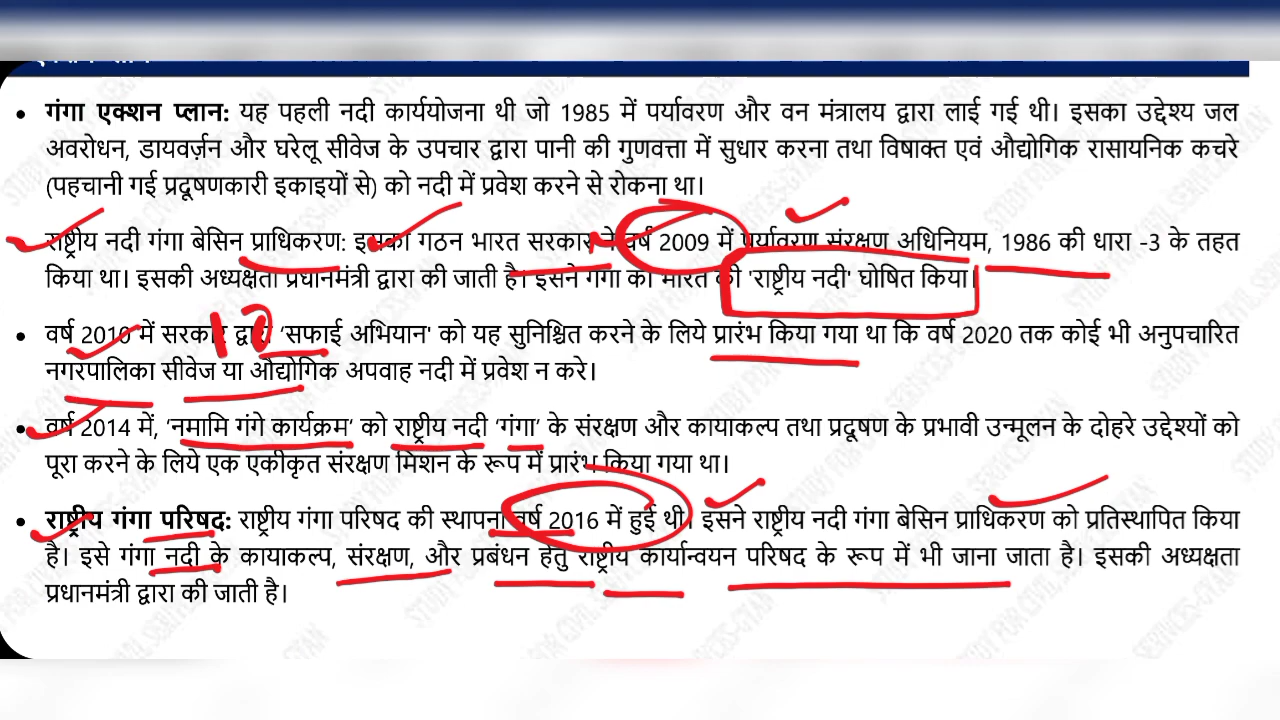 • गंगा एक्शन प्लान: यह पहली नदी कार्ययोजना थी जो 1985 में पर्यावरण और वन मंत्रालय द्वारा लाई गई थी। इसका उद्देश्य जल
अवरोधन, डायवर्ज़न और घरेलू सीवेज के उपचार द्वारा पानी की गुणवत्ता में सुधार करना तथा विषाक्त एवं औद्योगिक रासायनिक कचरे
(पहचानी गई प्रदूषणकारी इकाइयों से) को नदी में प्रवेश करने से रोकना था।
राष्ट्रीय नदी गंगा बेसिन प्राधिकरण: इसका गठन भारत सरकार ने वर्ष 2009 में पर्यावरण संरक्षण अधिनियम, 1986 की धारा -3 के तहत
किया था। इसकी अध्यक्षता प्रधानमंत्री द्वारा की जाती है। इसने गंगा को भारत की 'राष्ट्रीय नदी' घोषित किया।
10
• वर्ष 2010 में सरकार द्वारा ‘सफाई अभियान' को यह सुनिश्चित करने के लिये प्रारंभ किया गया था कि वर्ष 2020 तक कोई भी अनुपचारित
नगरपालिका सीवेज या औद्योगिक अपवाह नदी में प्रवेश न करे।
• वर्ष 2014 में, ‘नमामि गंगे कार्यक्रम’ को राष्ट्रीय नदी ‘गंगा’ के संरक्षण और कायाकल्प तथा प्रदूषण के प्रभावी उन्मूलन के दोहरे उद्देश्यों को
पूरा करने के लिये एक एकीकृत संरक्षण मिशन के रूप में प्रारंभ किया गया था।
• राष्ट्रीय गंगा परिषद: राष्ट्रीय गंगा परिषद की स्थापना वर्ष 2016 में हुई थी। इसने राष्ट्रीय नदी गंगा बेसिन प्राधिकरण को प्रतिस्थापित किया
है। इसे गंगा नदी के कायाकल्प, संरक्षण, और प्रबंधन हेतु राष्ट्रीय कार्यान्वयन परिषद के रूप में भी जाना जाता है। इसकी अध्यक्षता
प्रधानमंत्री द्वारा की जाती है।